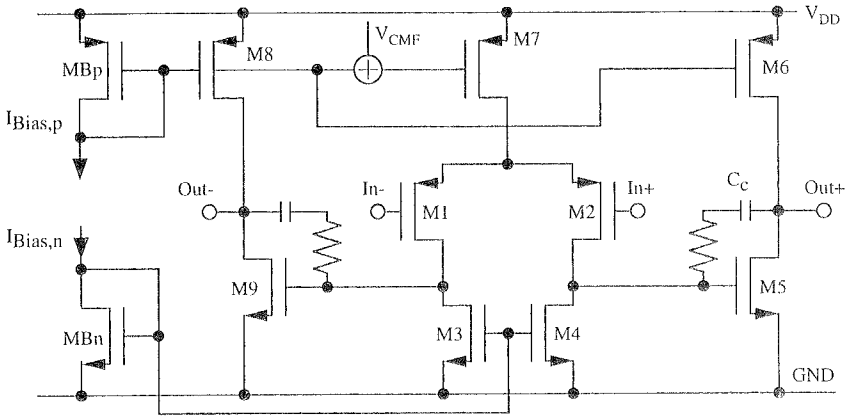 V_DD
V_CMF
MBp
M8
M7
M6
I_Bias,p
Out-
In-
M1
M2
In+
C_c
Out+
I_Bias,n
M9
M5
MBn
M3
M4
GND